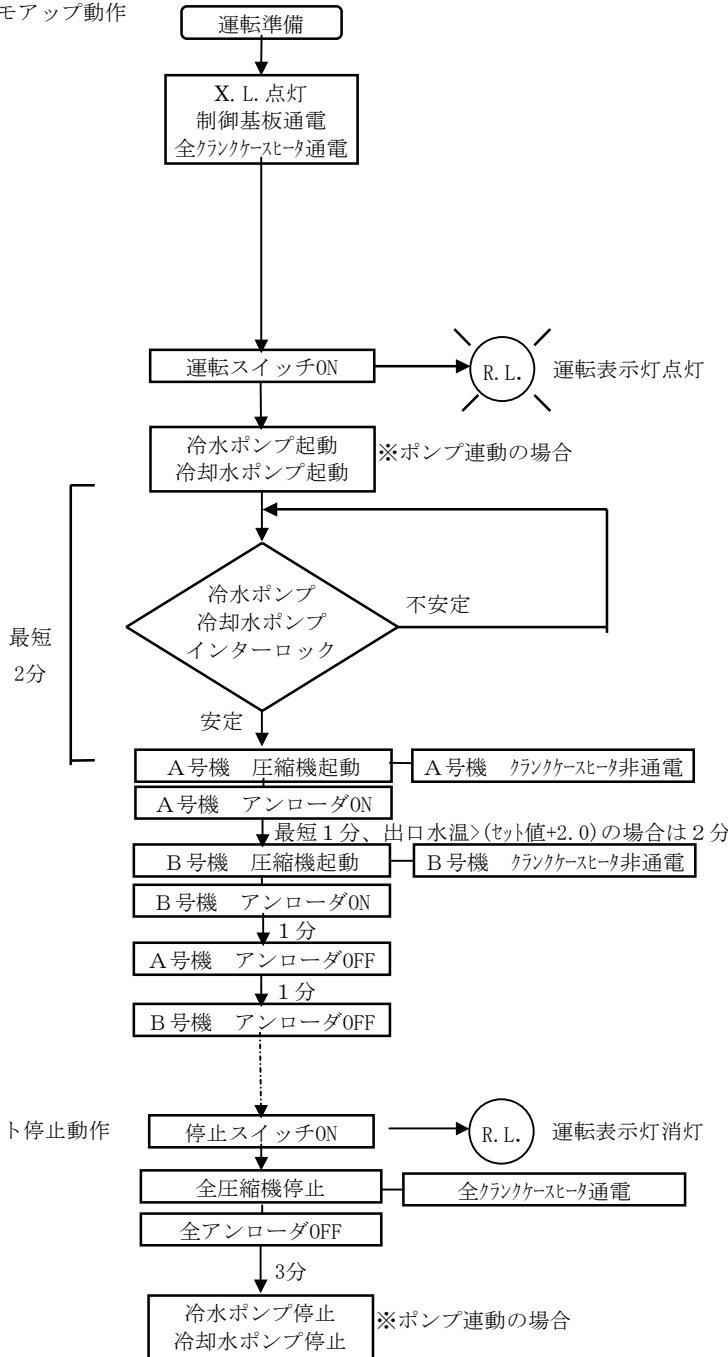 モアップ動作
運転準備
X.L.点灯
制御基板通電
全クランクケースヒータ通電
運転スイッチON
R.L.
運転表示灯点灯
冷水ポンプ起動
冷却水ポンプ起動
※ポンプ連動の場合
冷水ポンプ
冷却水ポンプ
インターロック
不安定
最短
2分
安定
A号機　圧縮機起動
A号機　クランクケースヒータ非通電
A号機　アンローダON
最短1分、出口水温>(セット値+2.0)の場合は2分
B号機　圧縮機起動
B号機　クランクケースヒータ非通電
B号機　アンローダON
1分
A号機　アンローダOFF
1分
B号機　アンローダOFF
ト停止動作
停止スイッチON
R.L.
運転表示灯消灯
全圧縮機停止
全クランクケースヒータ通電
全アンローダOFF
3分
冷水ポンプ停止
冷却水ポンプ停止
※ポンプ連動の場合